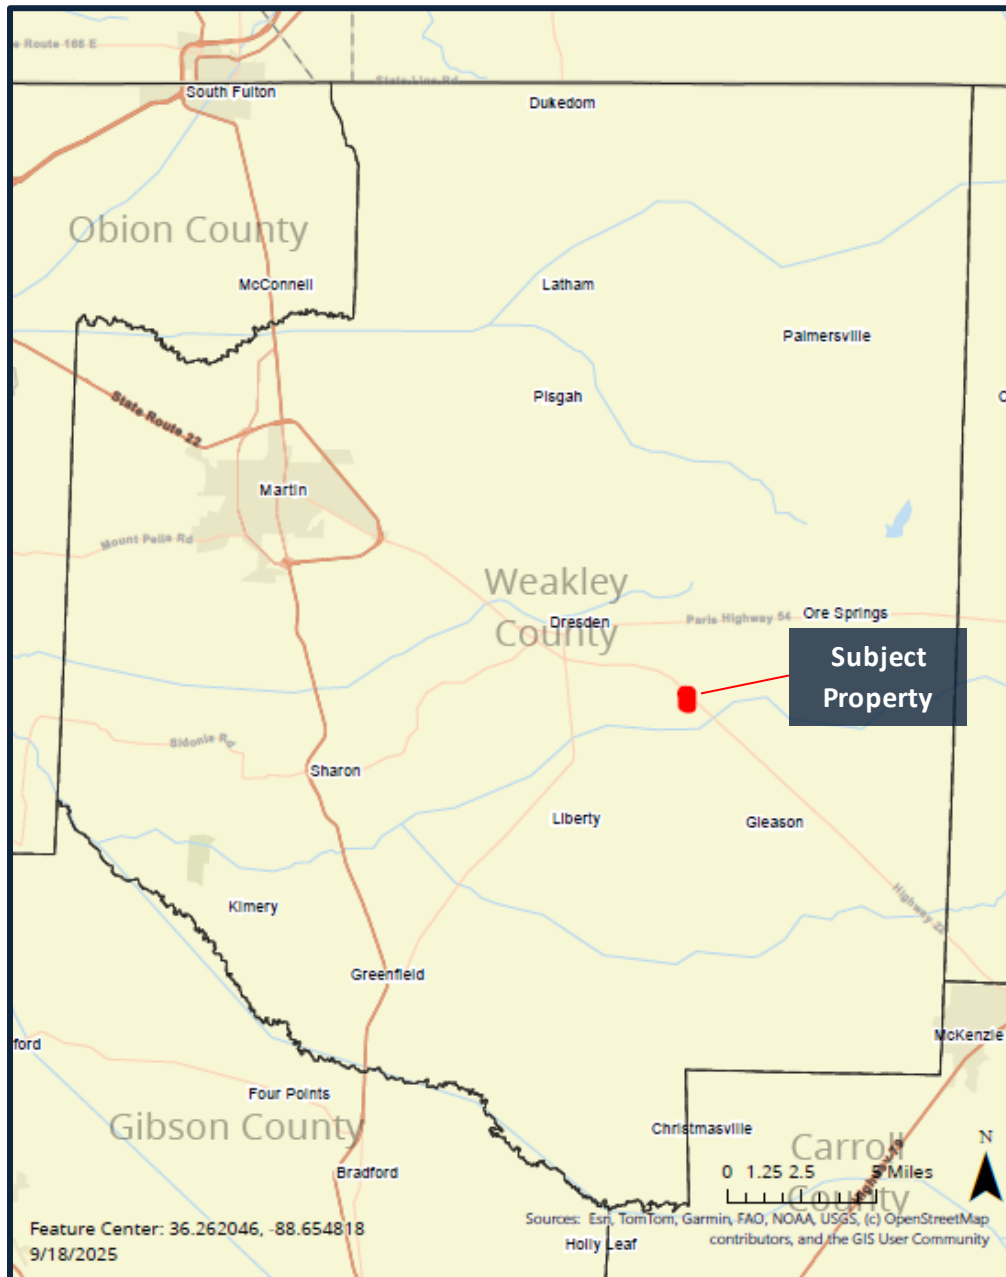 e Route 166 E
State Line Rd
South Fulton
Dukedom
Obion County
McConnell
Latham
Palmersville
Pisgah
State Route 22
Martin
Mount Pelia Rd
Weakley
County
Dresden
Paris Highway 54
Ore Springs
Subject
Property
Sidonia Rd
Sharon
Liberty
Gleason
Kimery
Highway 22
Greenfield
ford
McKenzie
Four Points
Gibson County
Christmasville
Carroll
County
Bradford
Highway 79
N
0 1.25 2.5 5 Miles
Feature Center: 36.262046, -88.654818
9/18/2025
Sources: Esri, TomTom, Garmin, FAO, NOAA, USGS, (c) OpenStreetMap
contributors, and the GIS User Community
Holly Leaf